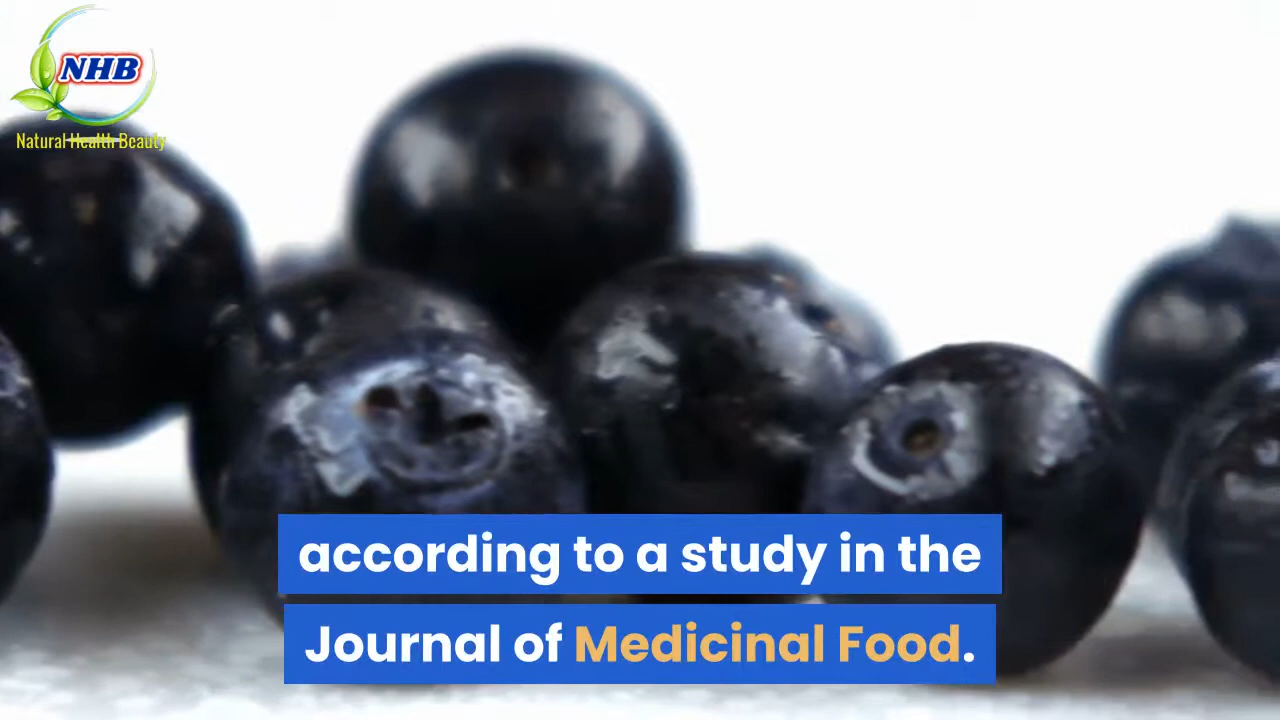 NHB
Natural Health Beauty
according to a study in the
Journal of Medicinal Food.